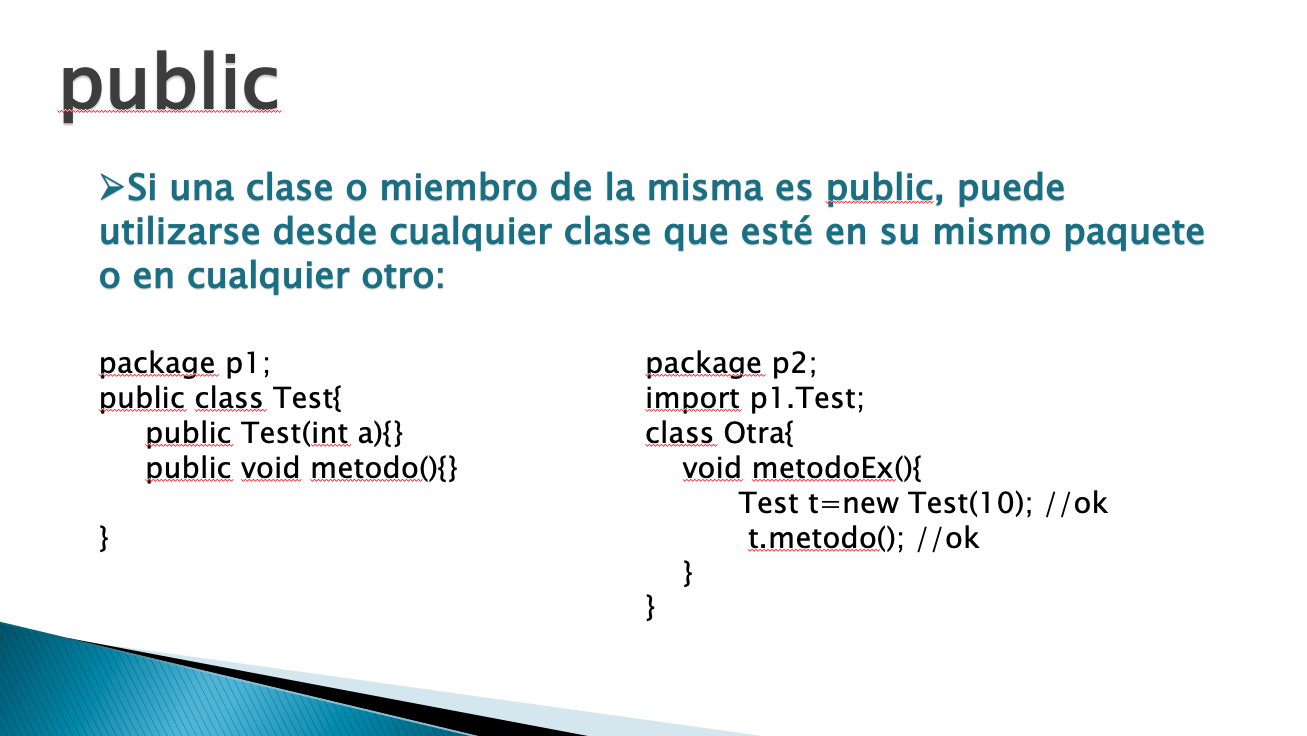 public
➢Si una clase o miembro de la misma es public, puede
utilizarse desde cualquier clase que esté en su mismo paquete
o en cualquier otro:
package p1;
public class Test{
public Test(int a){}
public void metodo(){}
}
package p2;
import p1.Test;
class Otra{
void metodoEx(){
Test t=new Test(10); //ok
t.metodo(); //ok
}
}